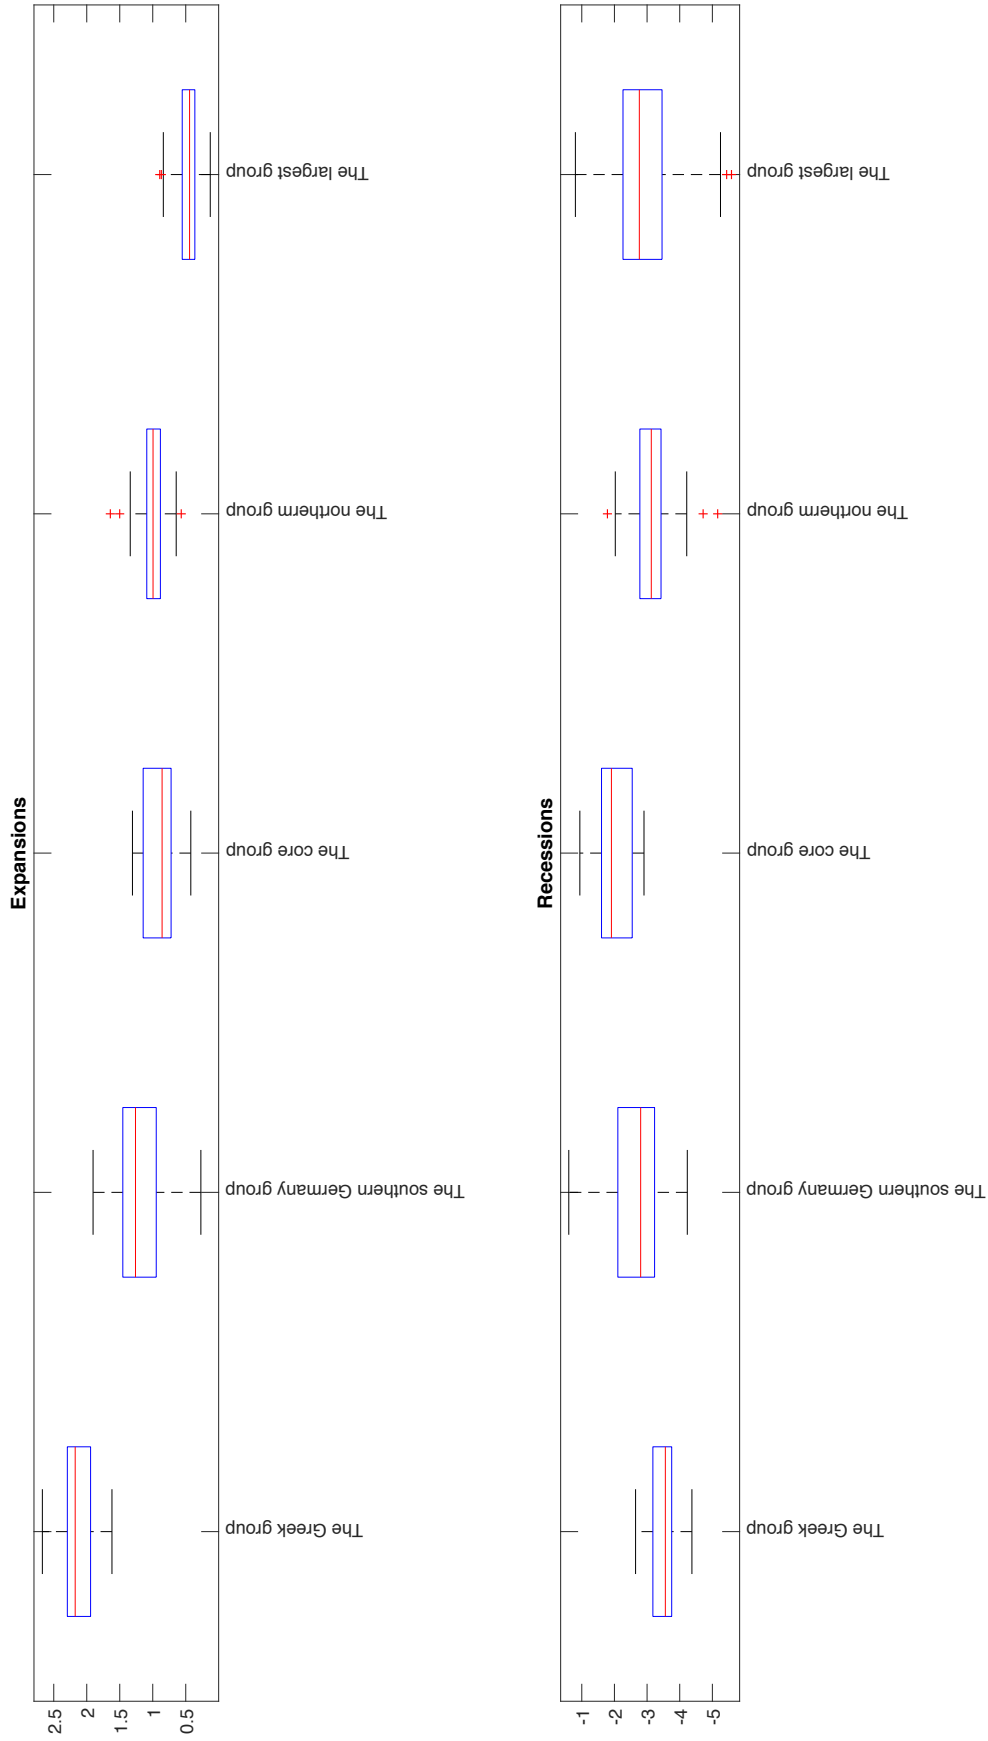 Expansions
2.5
2
1.5
1
0.5
The Greek group
The southern Germany group
The core group
The northerm group
The largest group
Recessions
-1
-2
-3
-4
-5
The Greek group
The southern Germany group
The core group
The northerm group
The largest group